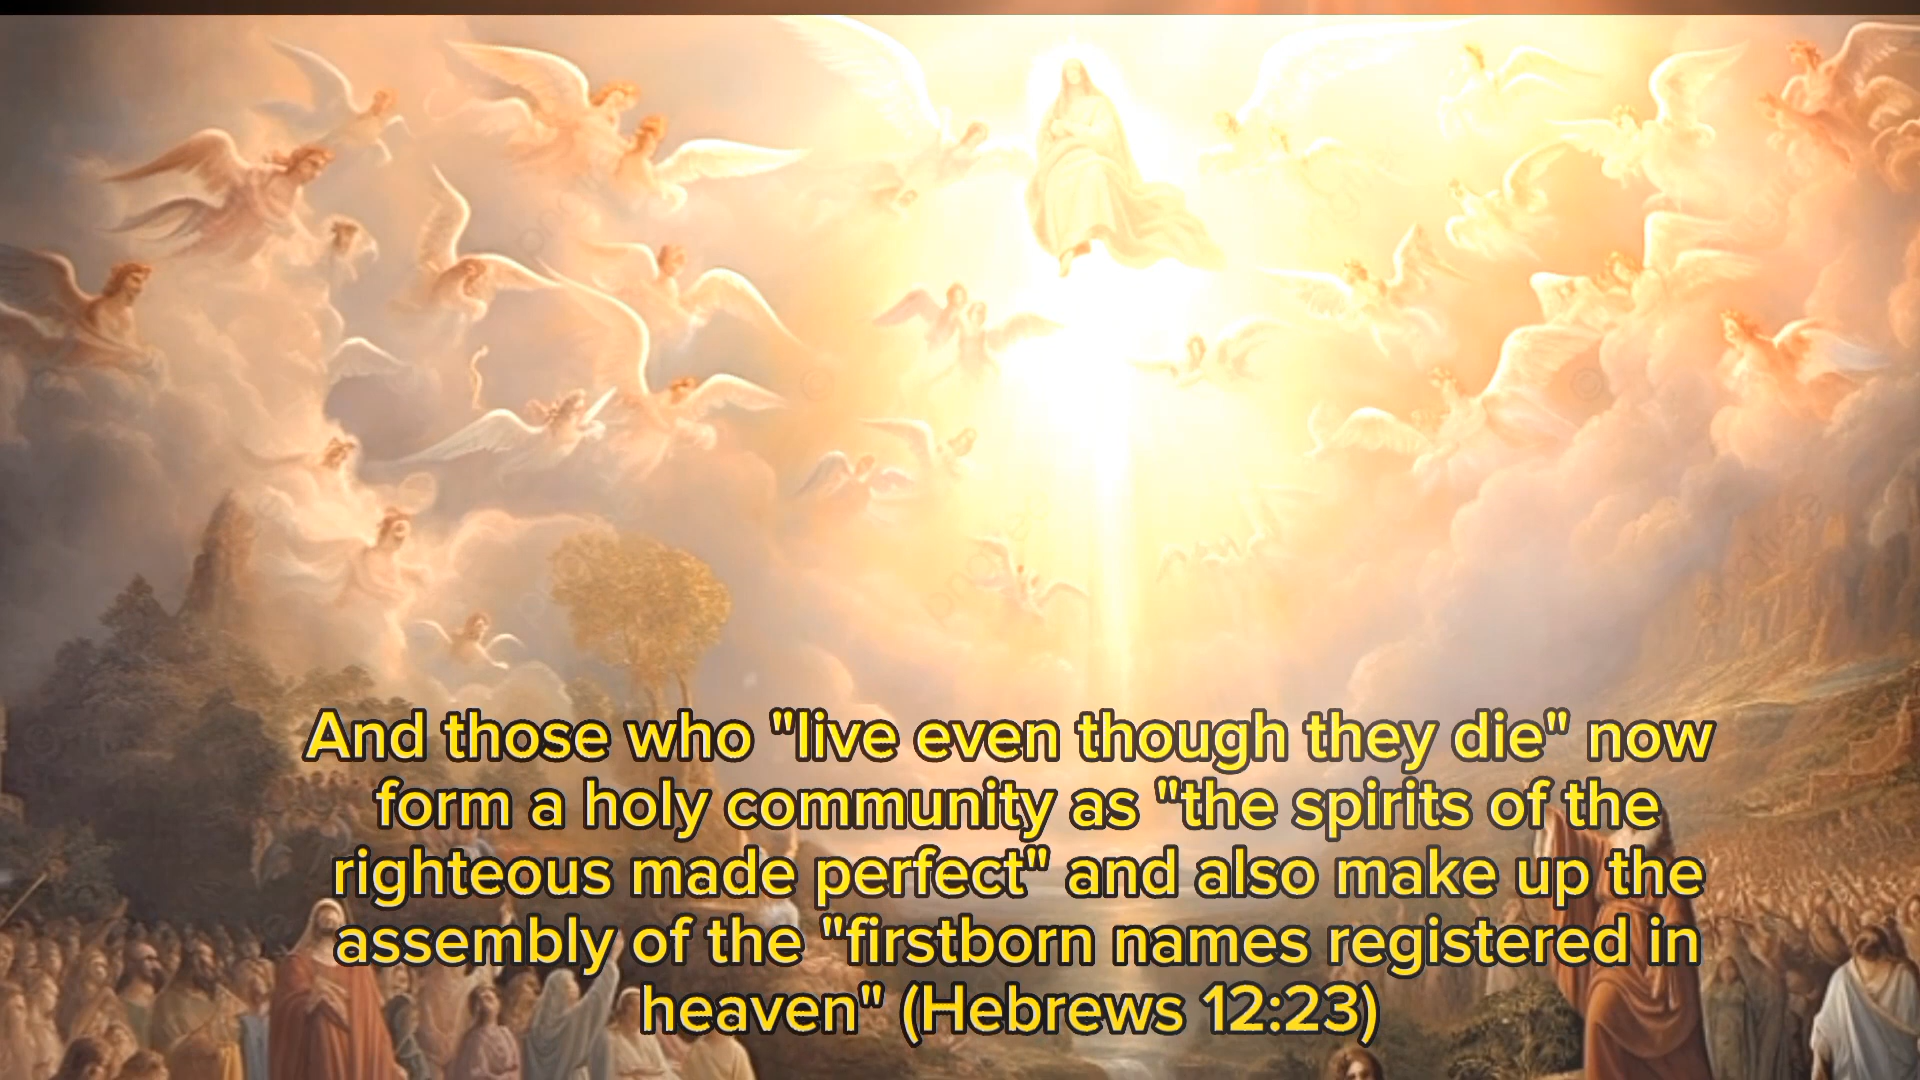 And those who "live even though they die" now
form a holy community as "the spirits of the
righteous made perfect" and also make up the
assembly of the "firstborn names registered in
heaven" (Hebrews 12:23)